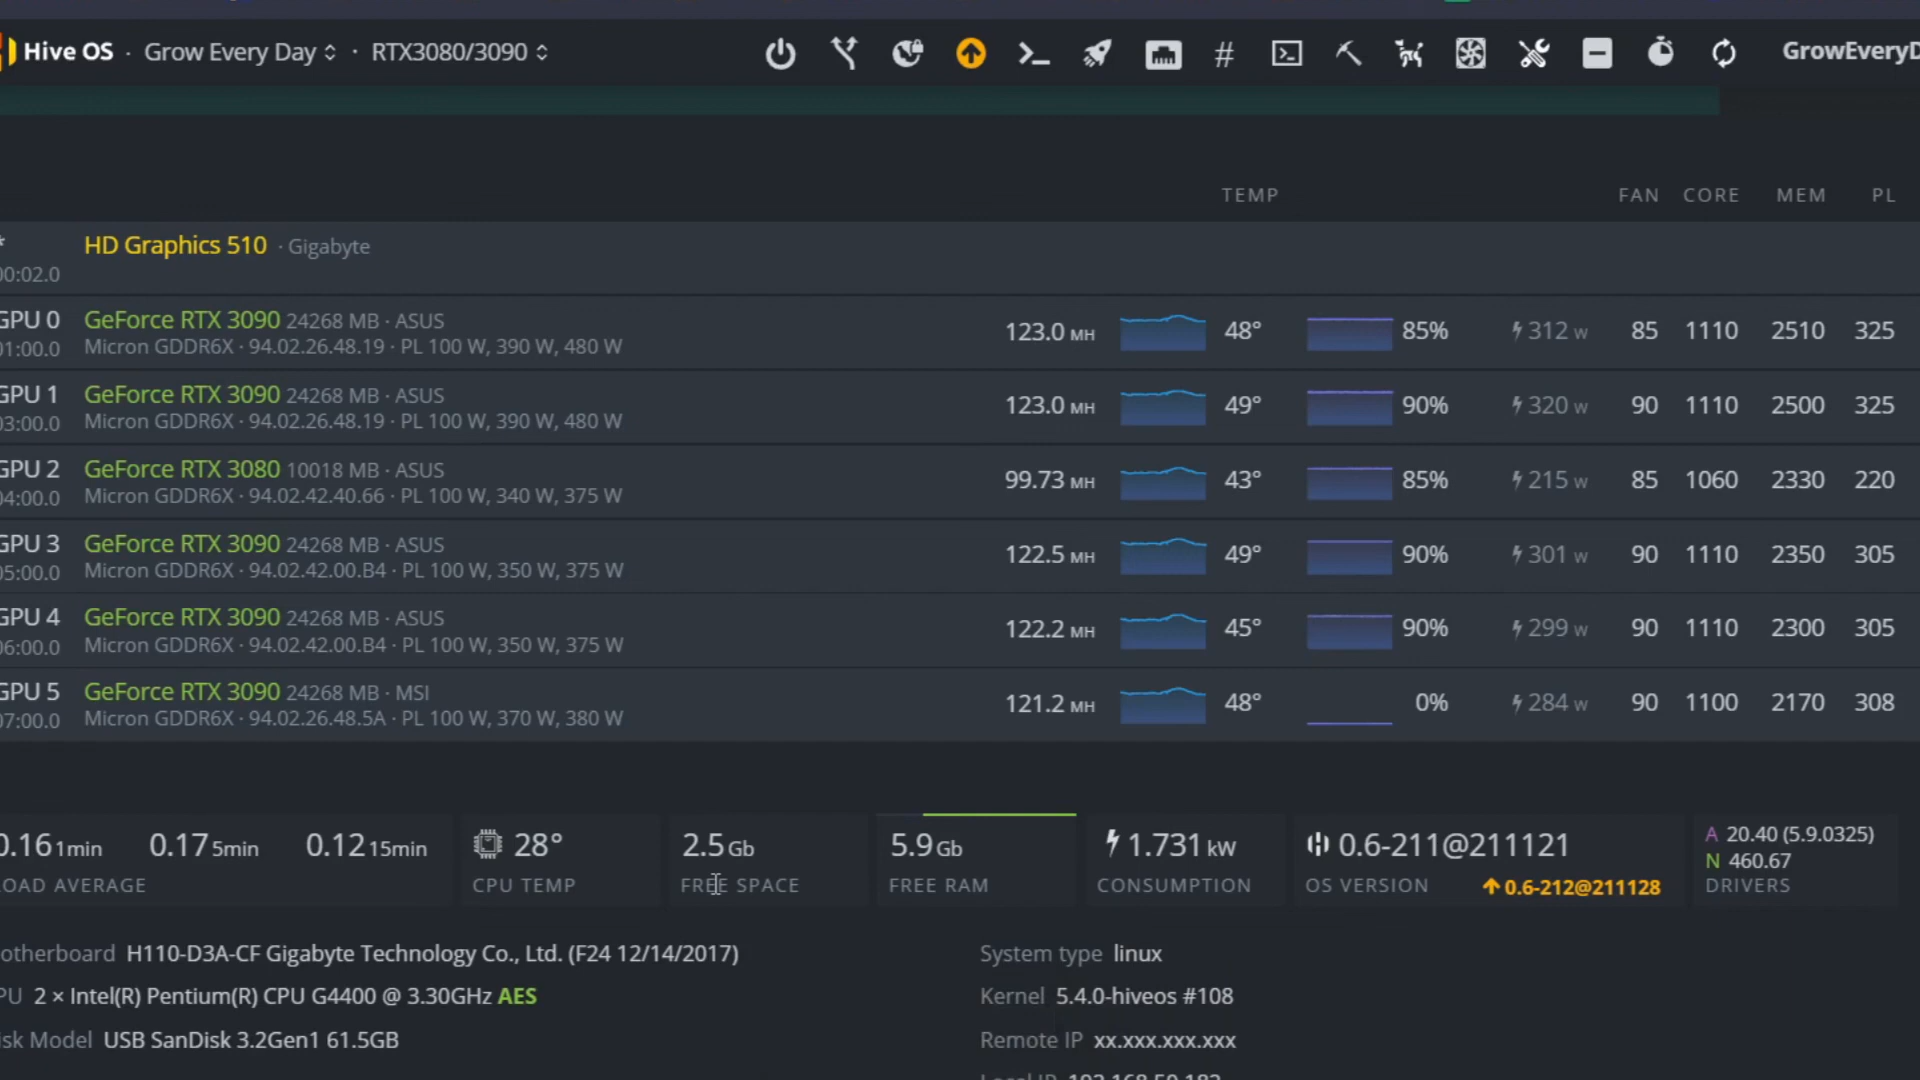 Hive OS · Grow Every Day · RTX3080/3090 # GrowEveryD
TEMP FAN CORE MEM PL
* HD Graphics 510 · Gigabyte
00:02.0
GPU 0 GeForce RTX 3090 24268 MB · ASUS 123.0 MH 48° 85% 312 W 85 1110 2510 325
01:00.0 Micron GDDR6X · 94.02.26.48.19 · PL 100 W, 390 W, 480 W
GPU 1 GeForce RTX 3090 24268 MB · ASUS 123.0 MH 49° 90% 320 W 90 1110 2500 325
03:00.0 Micron GDDR6X · 94.02.26.48.19 · PL 100 W, 390 W, 480 W
GPU 2 GeForce RTX 3080 10018 MB · ASUS 99.73 MH 43° 85% 215 W 85 1060 2330 220
04:00.0 Micron GDDR6X · 94.02.42.40.66 · PL 100 W, 340 W, 375 W
GPU 3 GeForce RTX 3090 24268 MB · ASUS 122.5 MH 49° 90% 301 W 90 1110 2350 305
05:00.0 Micron GDDR6X · 94.02.42.00.B4 · PL 100 W, 350 W, 375 W
GPU 4 GeForce RTX 3090 24268 MB · ASUS 122.2 MH 45° 90% 299 W 90 1110 2300 305
06:00.0 Micron GDDR6X · 94.02.42.00.B4 · PL 100 W, 350 W, 375 W
GPU 5 GeForce RTX 3090 24268 MB · MSI 121.2 MH 48° 0% 284 W 90 1100 2170 308
07:00.0 Micron GDDR6X · 94.02.26.48.5A · PL 100 W, 370 W, 380 W
0.16 1min 0.17 5min 0.12 15min
OAD AVERAGE
28°
CPU TEMP
2.5 Gb
FREE SPACE
5.9 Gb
FREE RAM
1.731 kW
CONSUMPTION
0.6-211@211121
OS VERSION 0.6-212@211128
A 20.40 (5.9.0325)
N 460.67
DRIVERS
otherboard H110-D3A-CF Gigabyte Technology Co., Ltd. (F24 12/14/2017)
PU 2 × Intel(R) Pentium(R) CPU G4400 @ 3.30GHz AES
isk Model USB SanDisk 3.2Gen1 61.5GB
System type linux
Kernel 5.4.0-hiveos #108
Remote IP xx.xxx.xxx.xxx